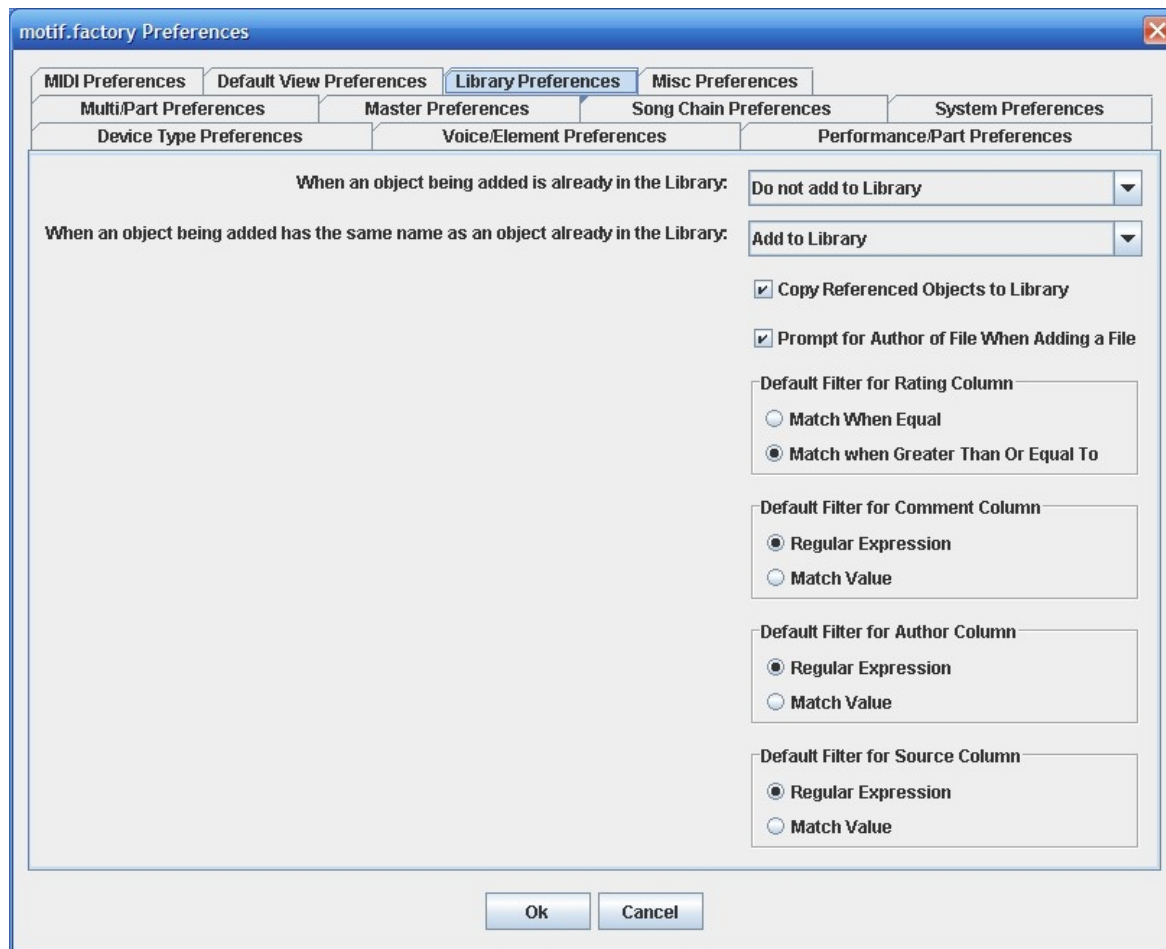 motif.factory Preferences
MIDI Preferences Default View Preferences Library Preferences Misc Preferences
Multi/Part Preferences Master Preferences Song Chain Preferences System Preferences
Device Type Preferences Voice/Element Preferences Performance/Part Preferences
When an object being added is already in the Library: Do not add to Library
When an object being added has the same name as an object already in the Library: Add to Library
Copy Referenced Objects to Library
Prompt for Author of File When Adding a File
Default Filter for Rating Column
Match When Equal
Match when Greater Than Or Equal To
Default Filter for Comment Column
Regular Expression
Match Value
Default Filter for Author Column
Regular Expression
Match Value
Default Filter for Source Column
Regular Expression
Match Value
Ok Cancel